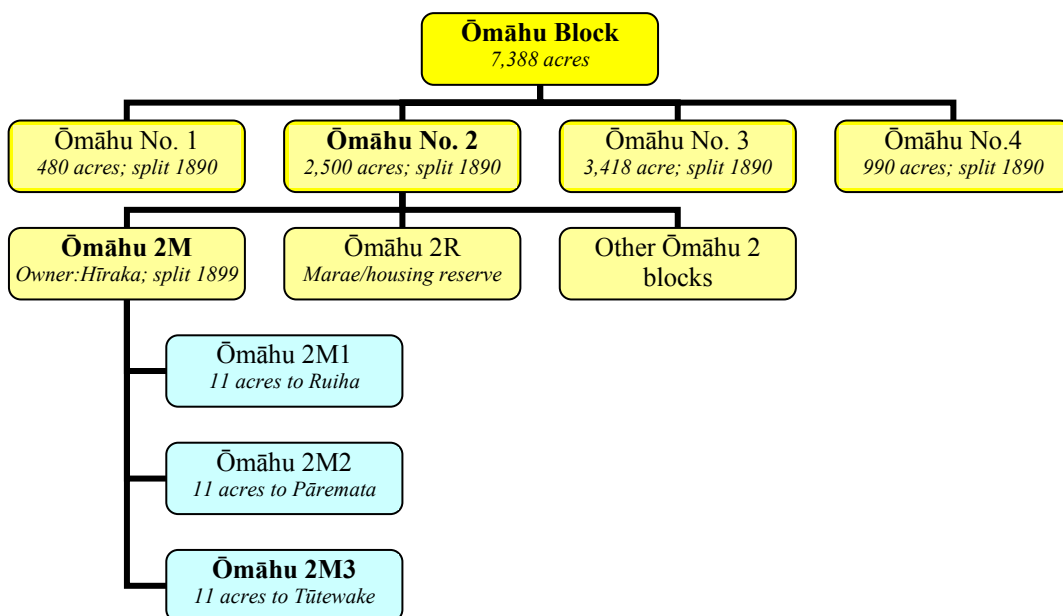 Ōmāhu Block
7,388 acres
Ōmāhu No. 1
480 acres; split 1890
Ōmāhu No. 2
2,500 acres; split 1890
Ōmāhu No. 3
3,418 acre; split 1890
Ōmāhu No.4
990 acres; split 1890
Ōmāhu 2M
Owner:Hīraka; split 1899
Ōmāhu 2R
Marae/housing reserve
Other Ōmāhu 2
blocks
Ōmāhu 2M1
11 acres to Ruiha
Ōmāhu 2M2
11 acres to Pāremata
Ōmāhu 2M3
11 acres to Tūtewake